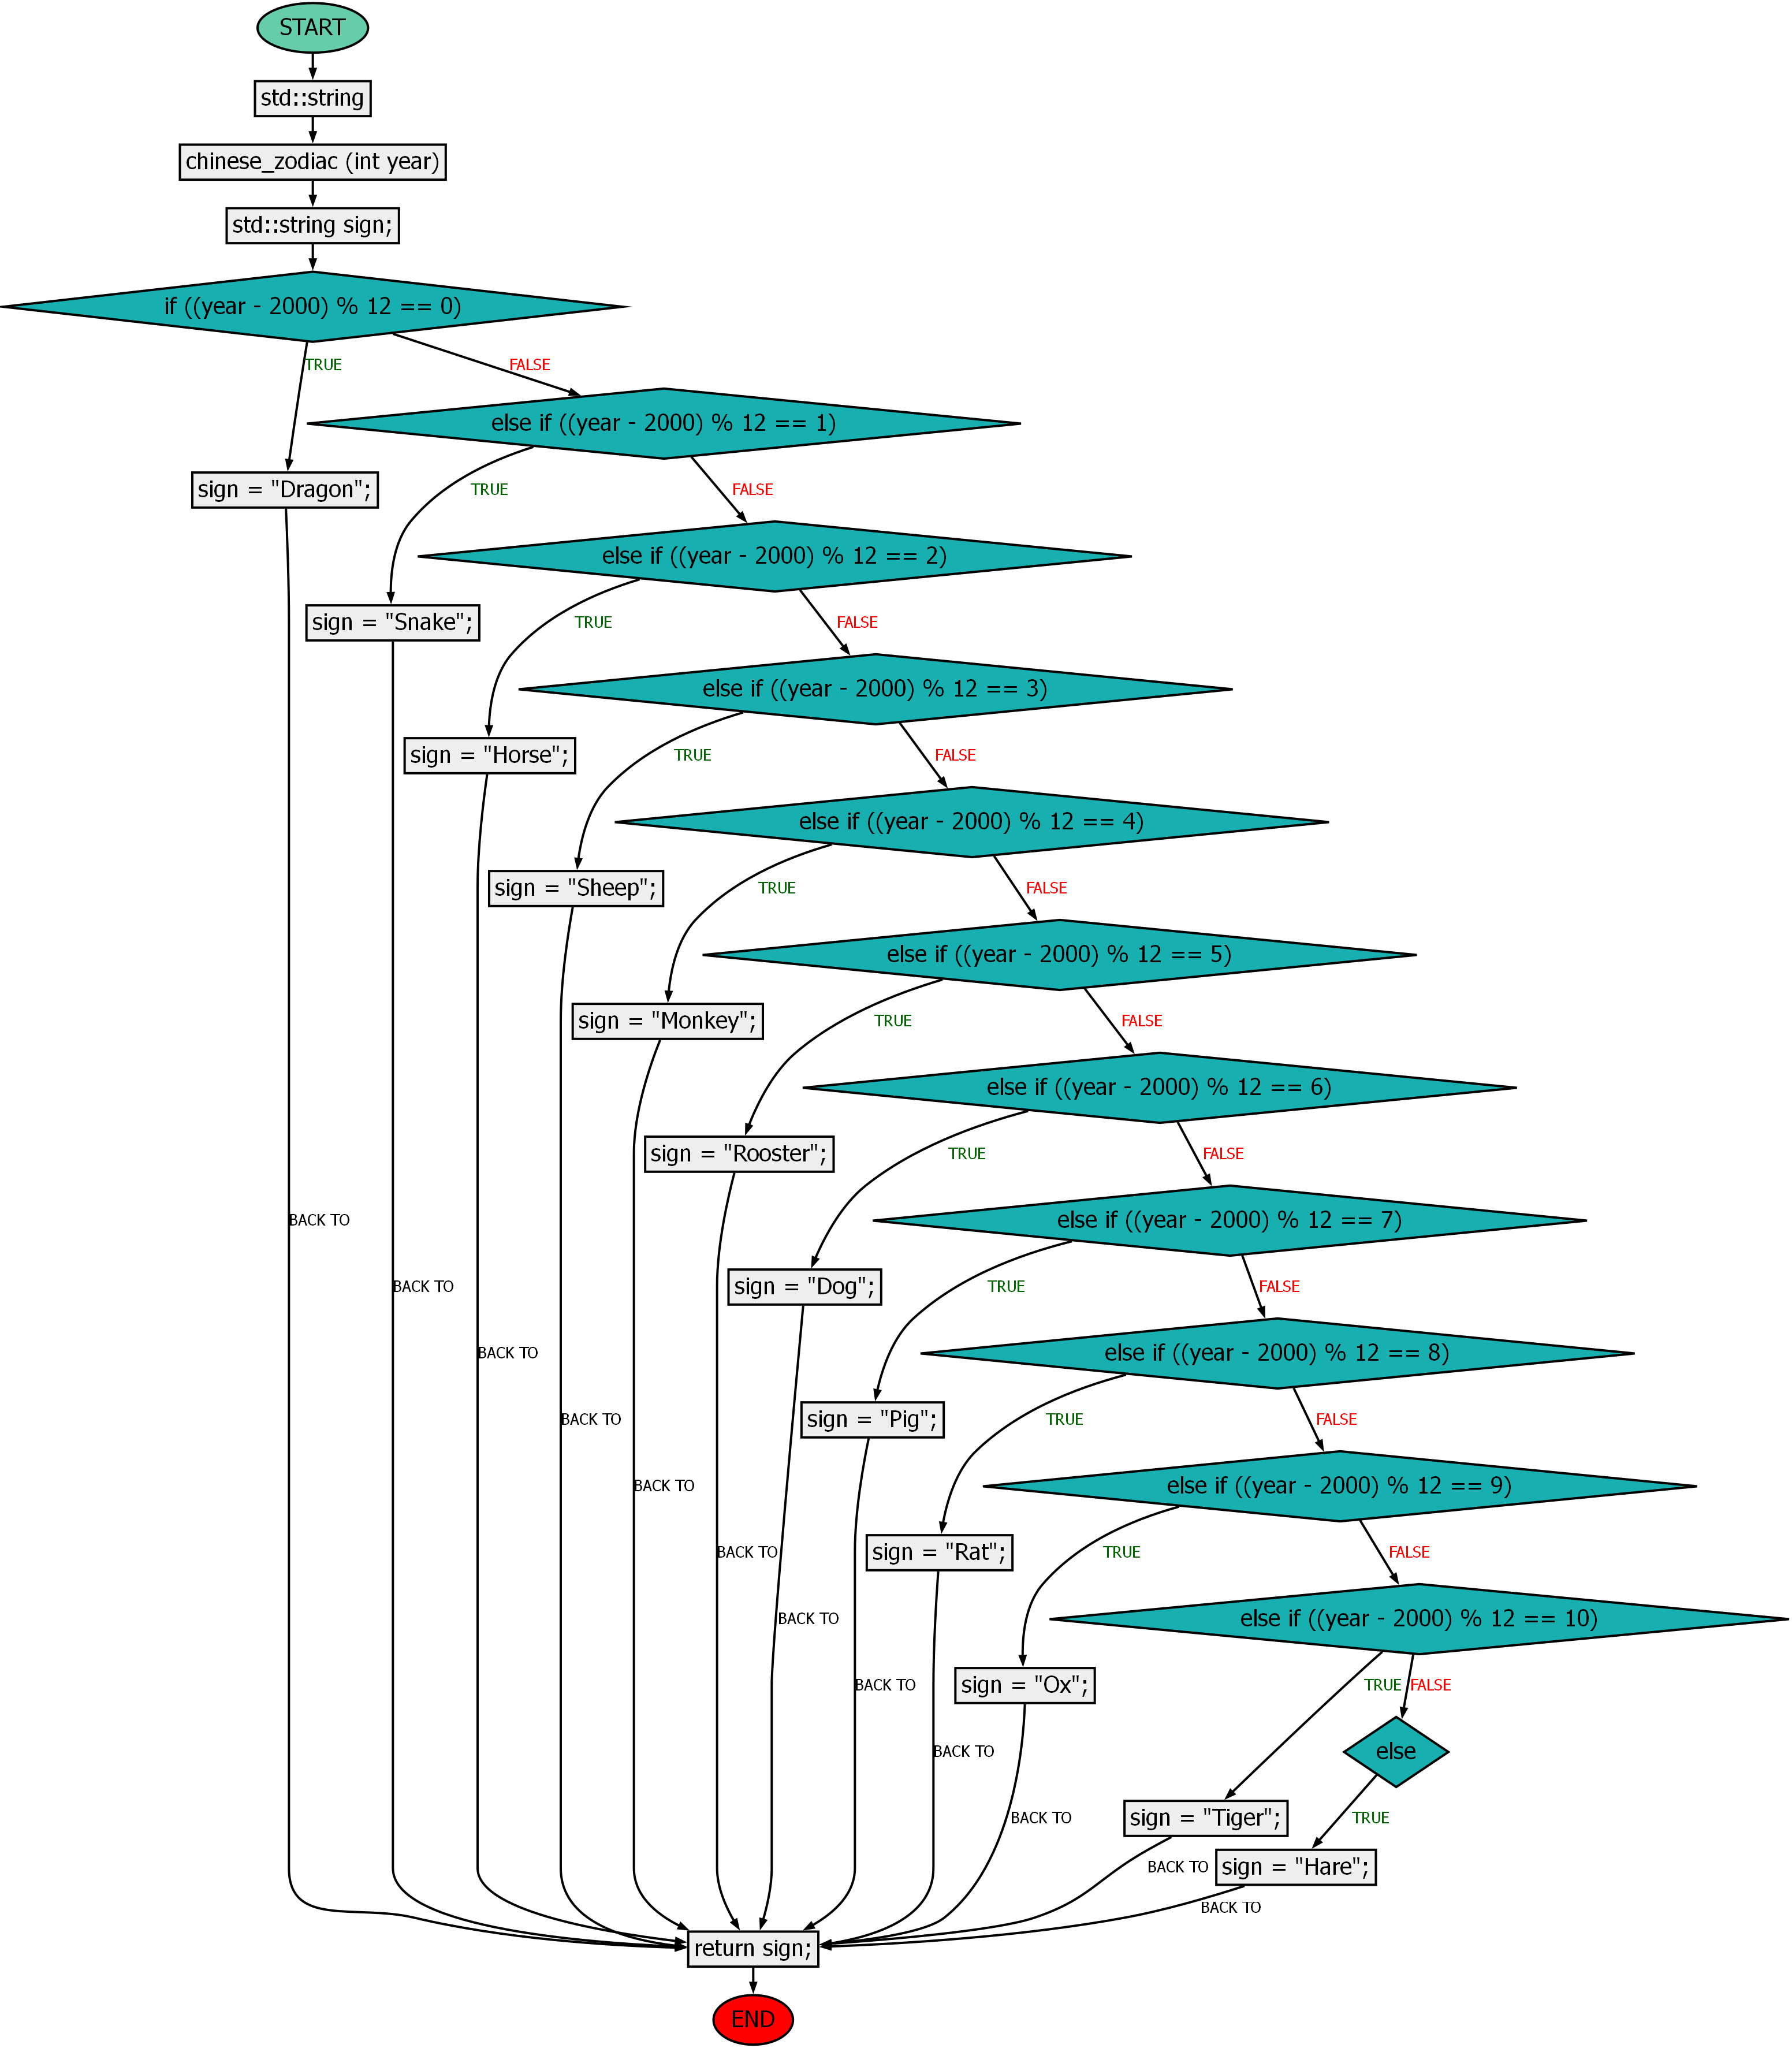 START
std::string
chinese_zodiac (int year)
std::string sign;
if ((year - 2000) % 12 == 0)
TRUE
FALSE
else if ((year - 2000) % 12 == 1)
sign = "Dragon";
TRUE
FALSE
else if ((year - 2000) % 12 == 2)
sign = "Snake";
TRUE
FALSE
else if ((year - 2000) % 12 == 3)
sign = "Horse";
TRUE
FALSE
else if ((year - 2000) % 12 == 4)
sign = "Sheep";
TRUE
FALSE
else if ((year - 2000) % 12 == 5)
sign = "Monkey";
TRUE
FALSE
else if ((year - 2000) % 12 == 6)
sign = "Rooster";
TRUE
FALSE
BACK TO
else if ((year - 2000) % 12 == 7)
BACK TO
sign = "Dog";
TRUE
FALSE
BACK TO
else if ((year - 2000) % 12 == 8)
BACK TO
sign = "Pig";
TRUE
FALSE
BACK TO
else if ((year - 2000) % 12 == 9)
BACK TO
sign = "Rat";
TRUE
FALSE
BACK TO
else if ((year - 2000) % 12 == 10)
BACK TO
sign = "Ox";
TRUE
FALSE
BACK TO
else
BACK TO
sign = "Tiger";
TRUE
BACK TO
sign = "Hare";
BACK TO
return sign;
END